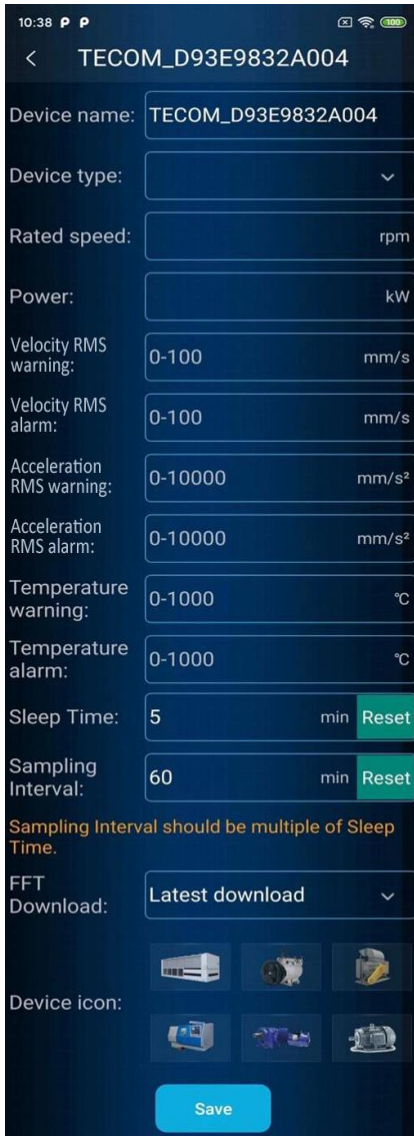 10:38 P P 100
TECOM_D93E9832A004
Device name: TECOM_D93E9832A004
Device type:
Rated speed: rpm
Power: kW
Velocity RMS
warning: 0-100 mm/s
Velocity RMS
alarm: 0-100 mm/s
Acceleration
RMS warning: 0-10000 mm/s²
Acceleration
RMS alarm: 0-10000 mm/s²
Temperature
warning: 0-1000 ℃
Temperature
alarm: 0-1000 ℃
Sleep Time: 5 min Reset
Sampling
Interval: 60 min Reset
Sampling Interval should be multiple of Sleep
Time.
FFT
Download: Latest download
Device icon:
Save